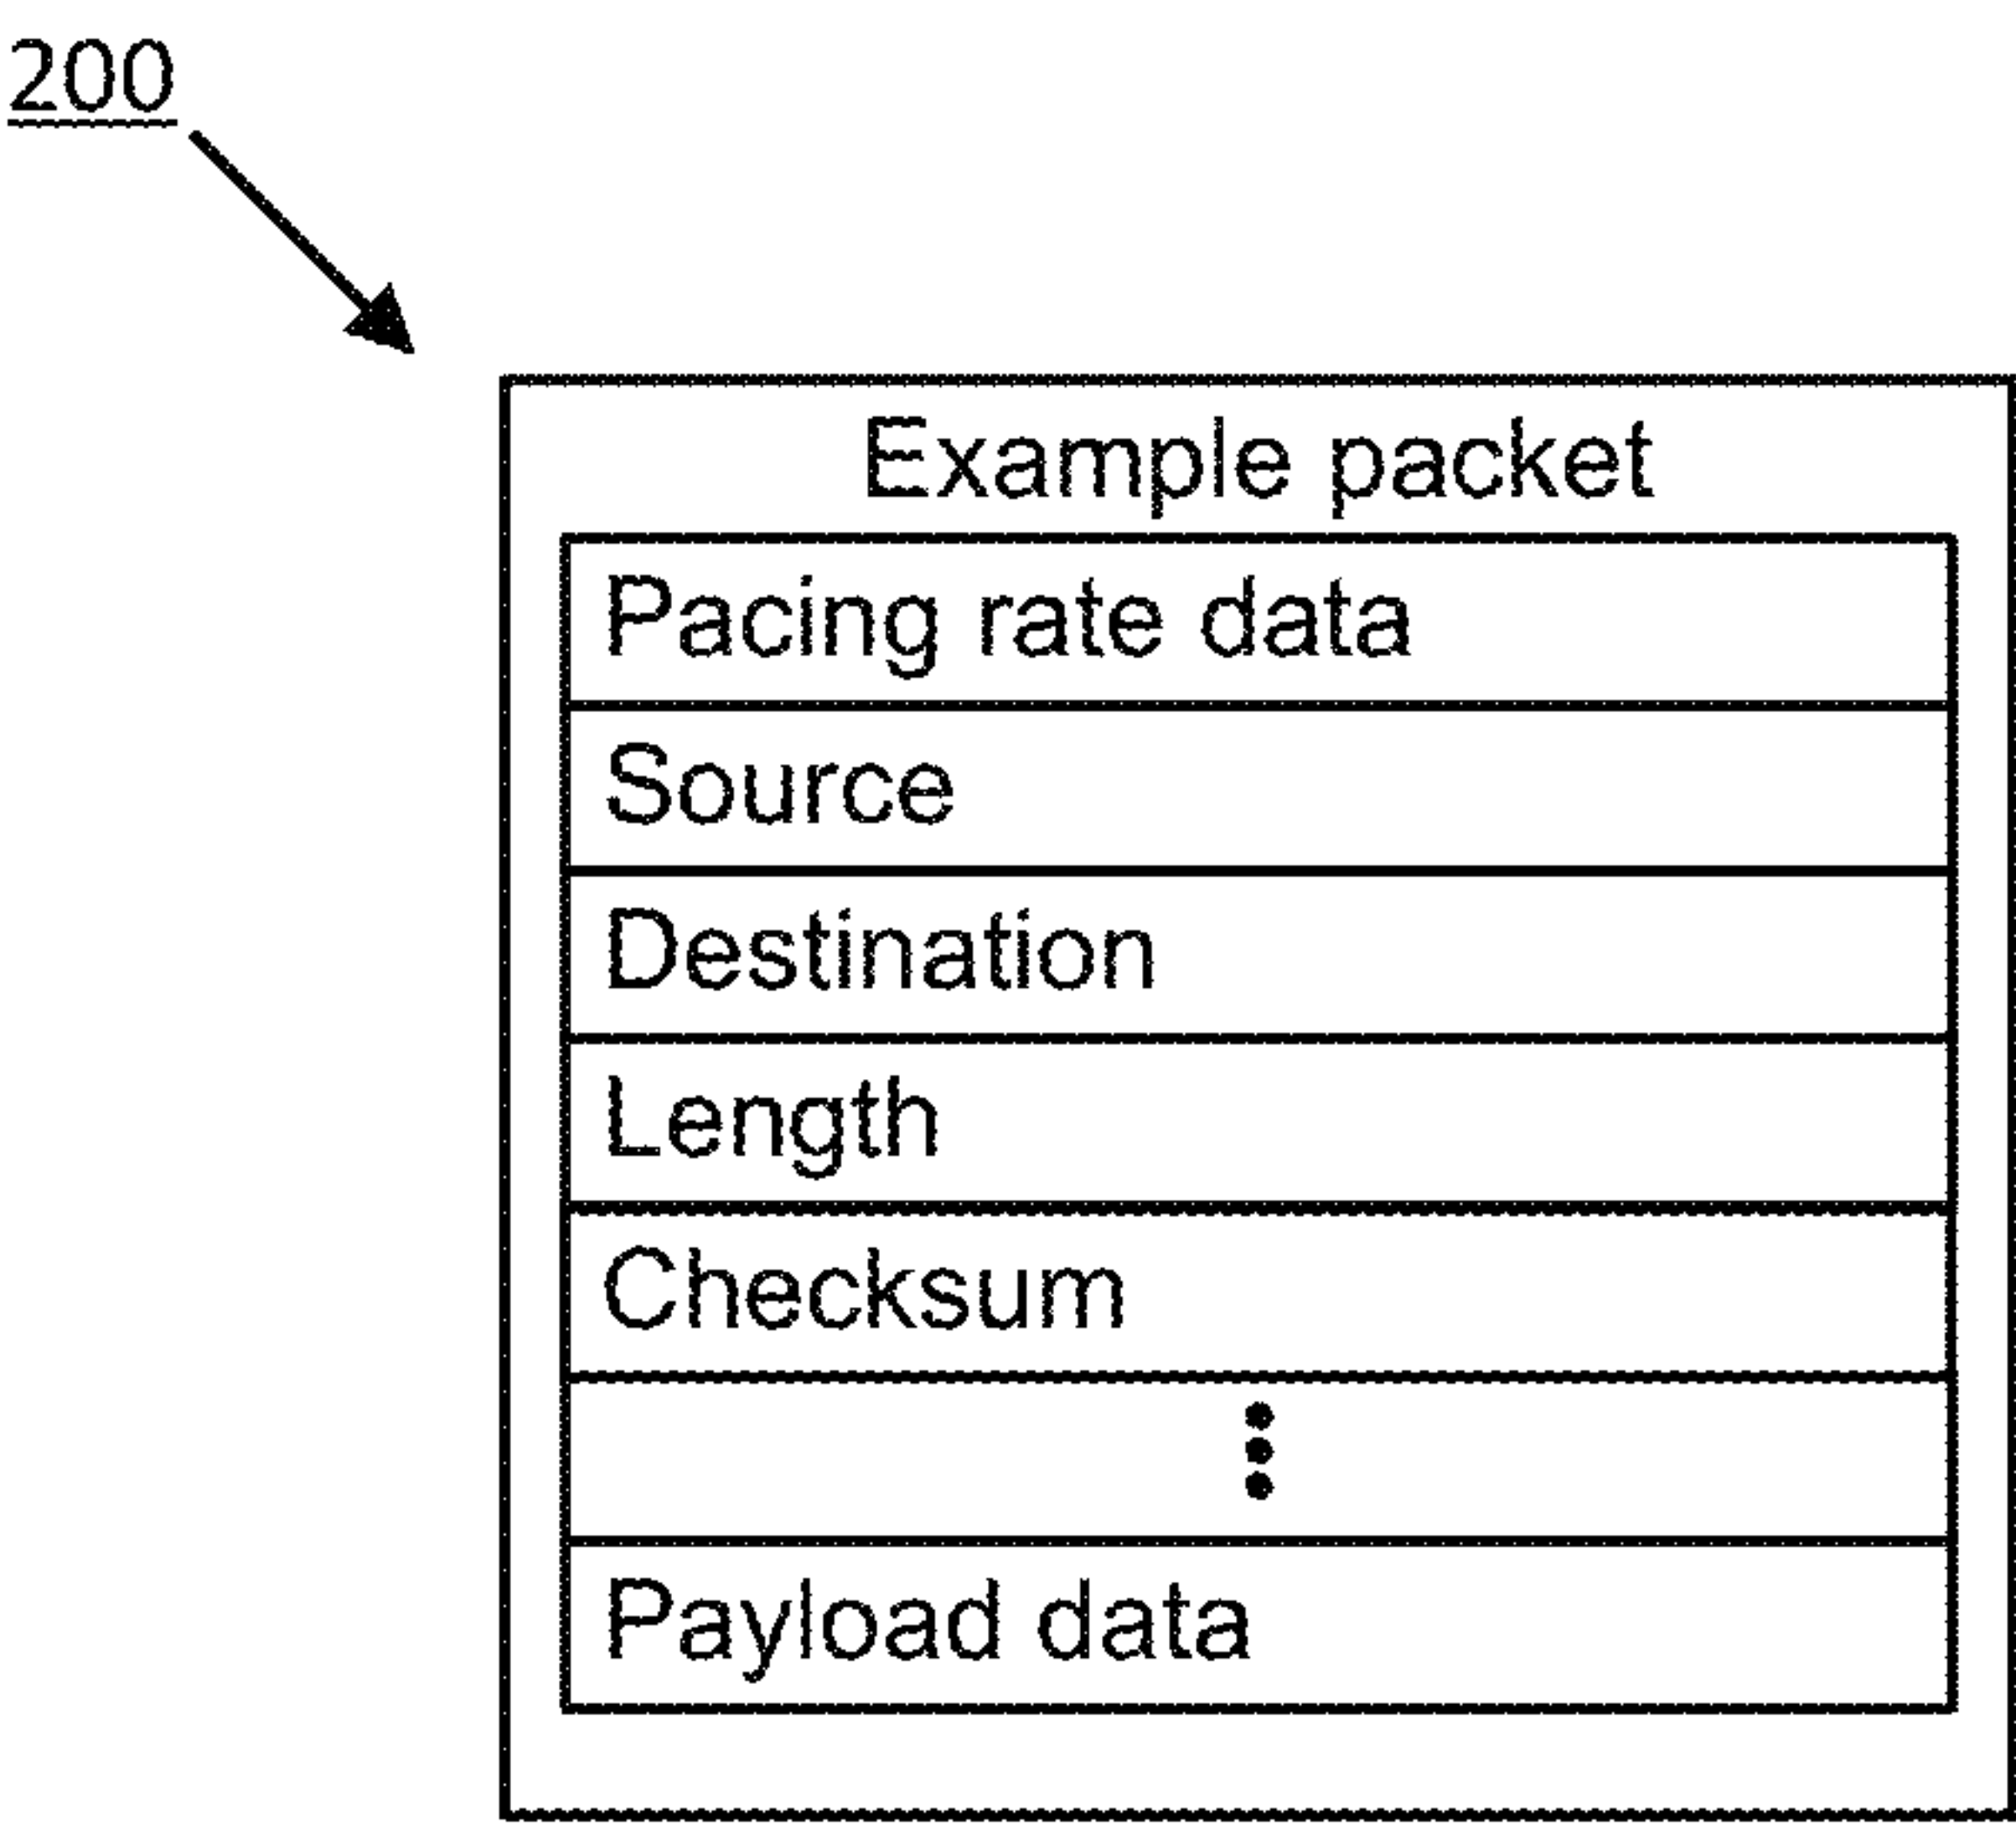 200
Example packet
Pacing rate data
Source
Destination
Length
Checksum
Payload data